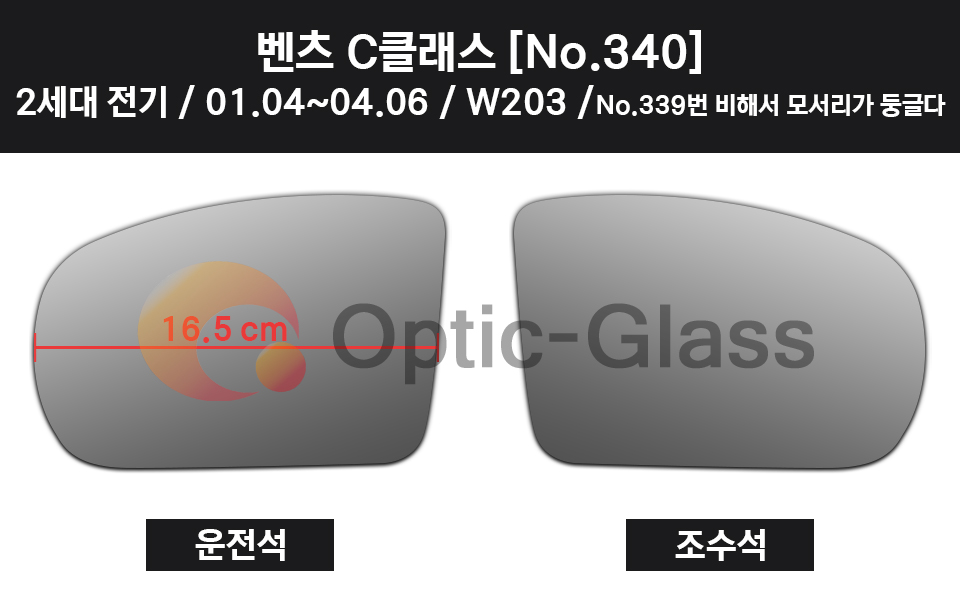 벤츠 C클래스 [No.340]
2세대 전기 / 01.04~04.06 / W203 /No.339번 비해서 모서리가 둥글다
16.5 cm
Optic-Glass
운전석
조수석